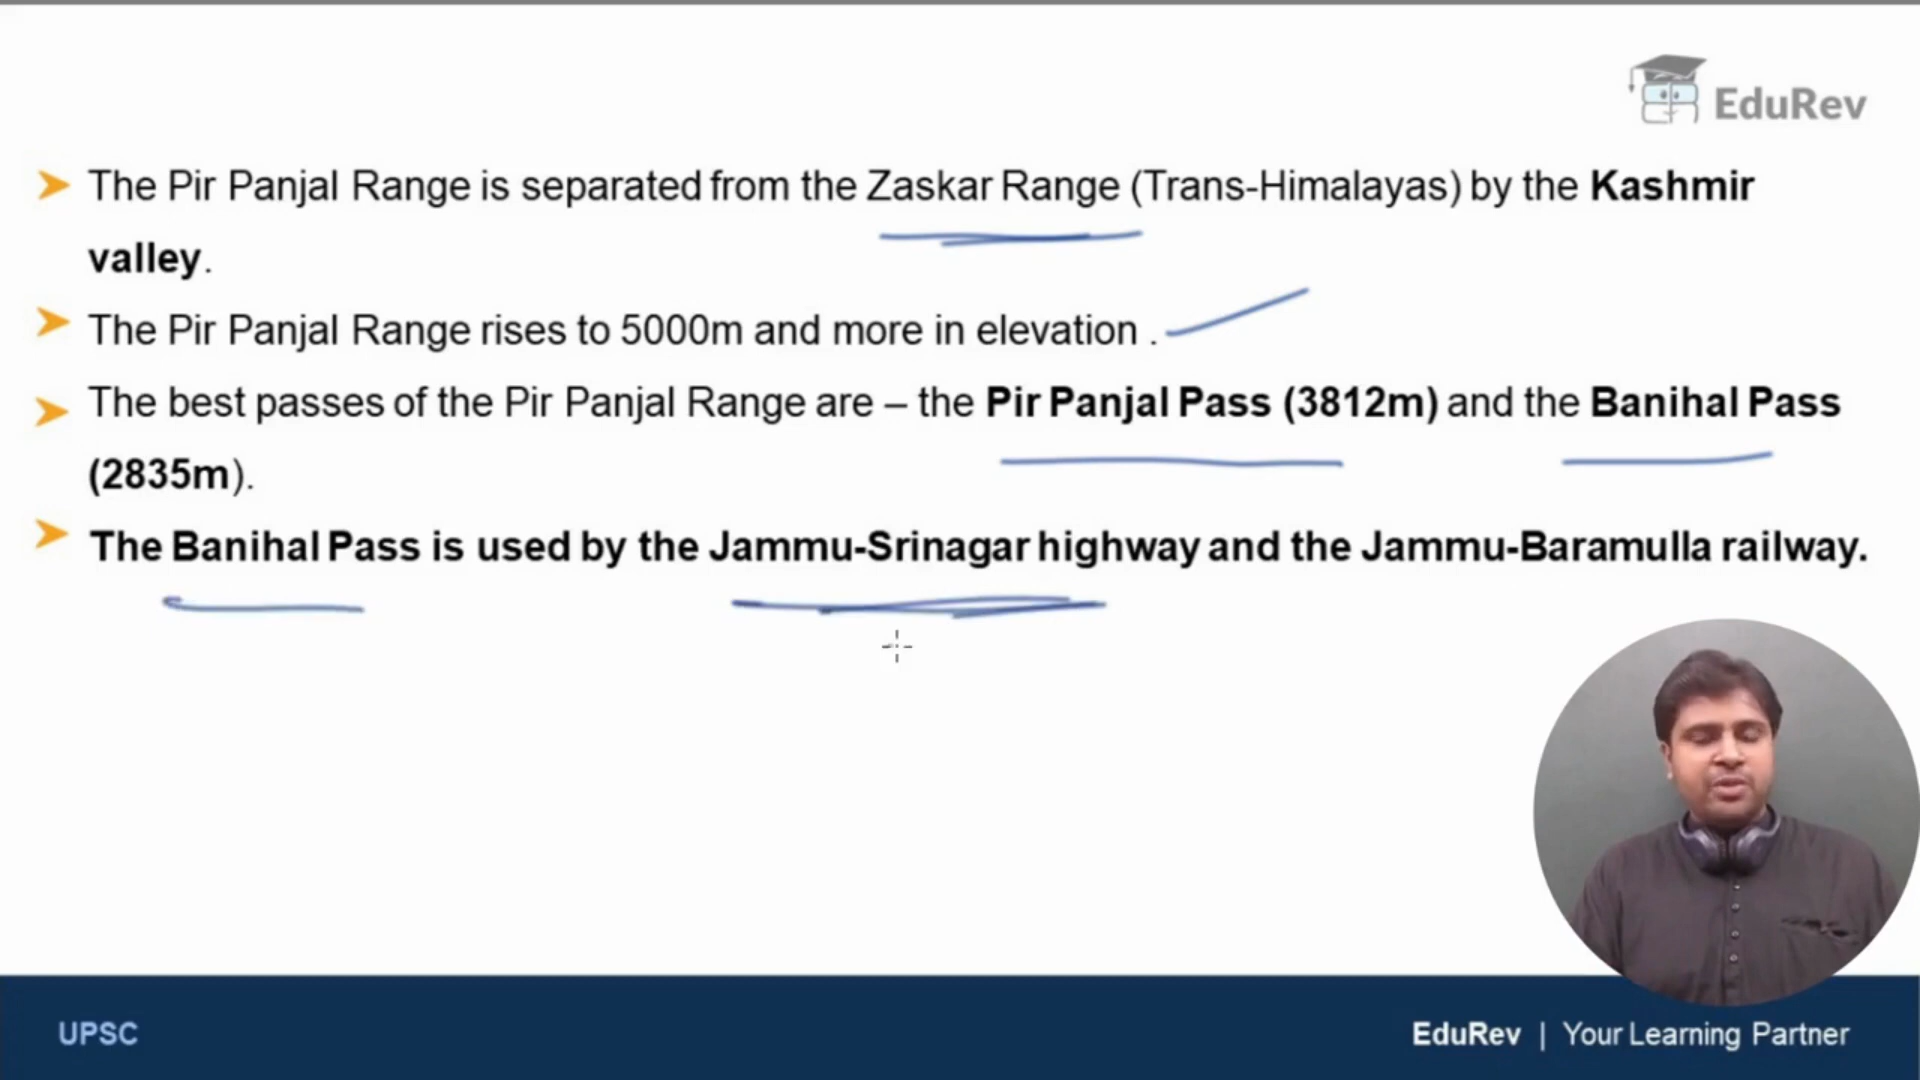 EduRev
The Pir Panjal Range is separated from the Zaskar Range (Trans-Himalayas) by the Kashmir
valley.
The Pir Panjal Range rises to 5000m and more in elevation .
The best passes of the Pir Panjal Range are – the Pir Panjal Pass (3812m) and the Banihal Pass
(2835m).
The Banihal Pass is used by the Jammu-Srinagar highway and the Jammu-Baramulla railway.
UPSC
EduRev | Your Learning Partner